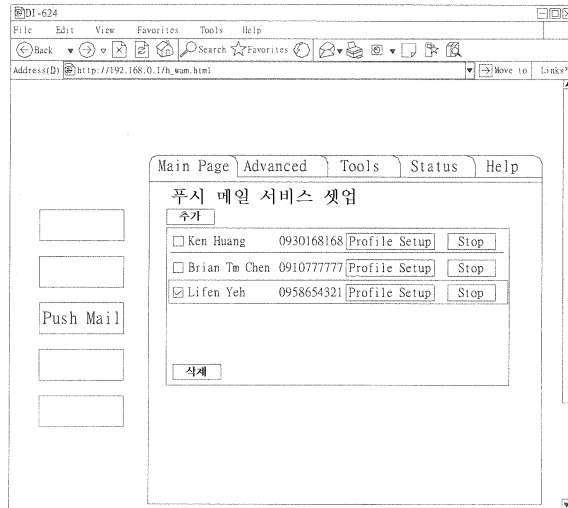 DI-624
File Edit View Favorites Tools Help
Back Search Favorites
Address(D) http://192.168.0.1/h_wam.html Move to Links
Main Page Advanced Tools Status Help
푸시 메일 서비스 셋업
추가
Ken Huang 0930168168 Profile Setup Stop
Brian Tm Chen 0910777777 Profile Setup Stop
Lifen Yeh 0958654321 Profile Setup Stop
Push Mail
삭제